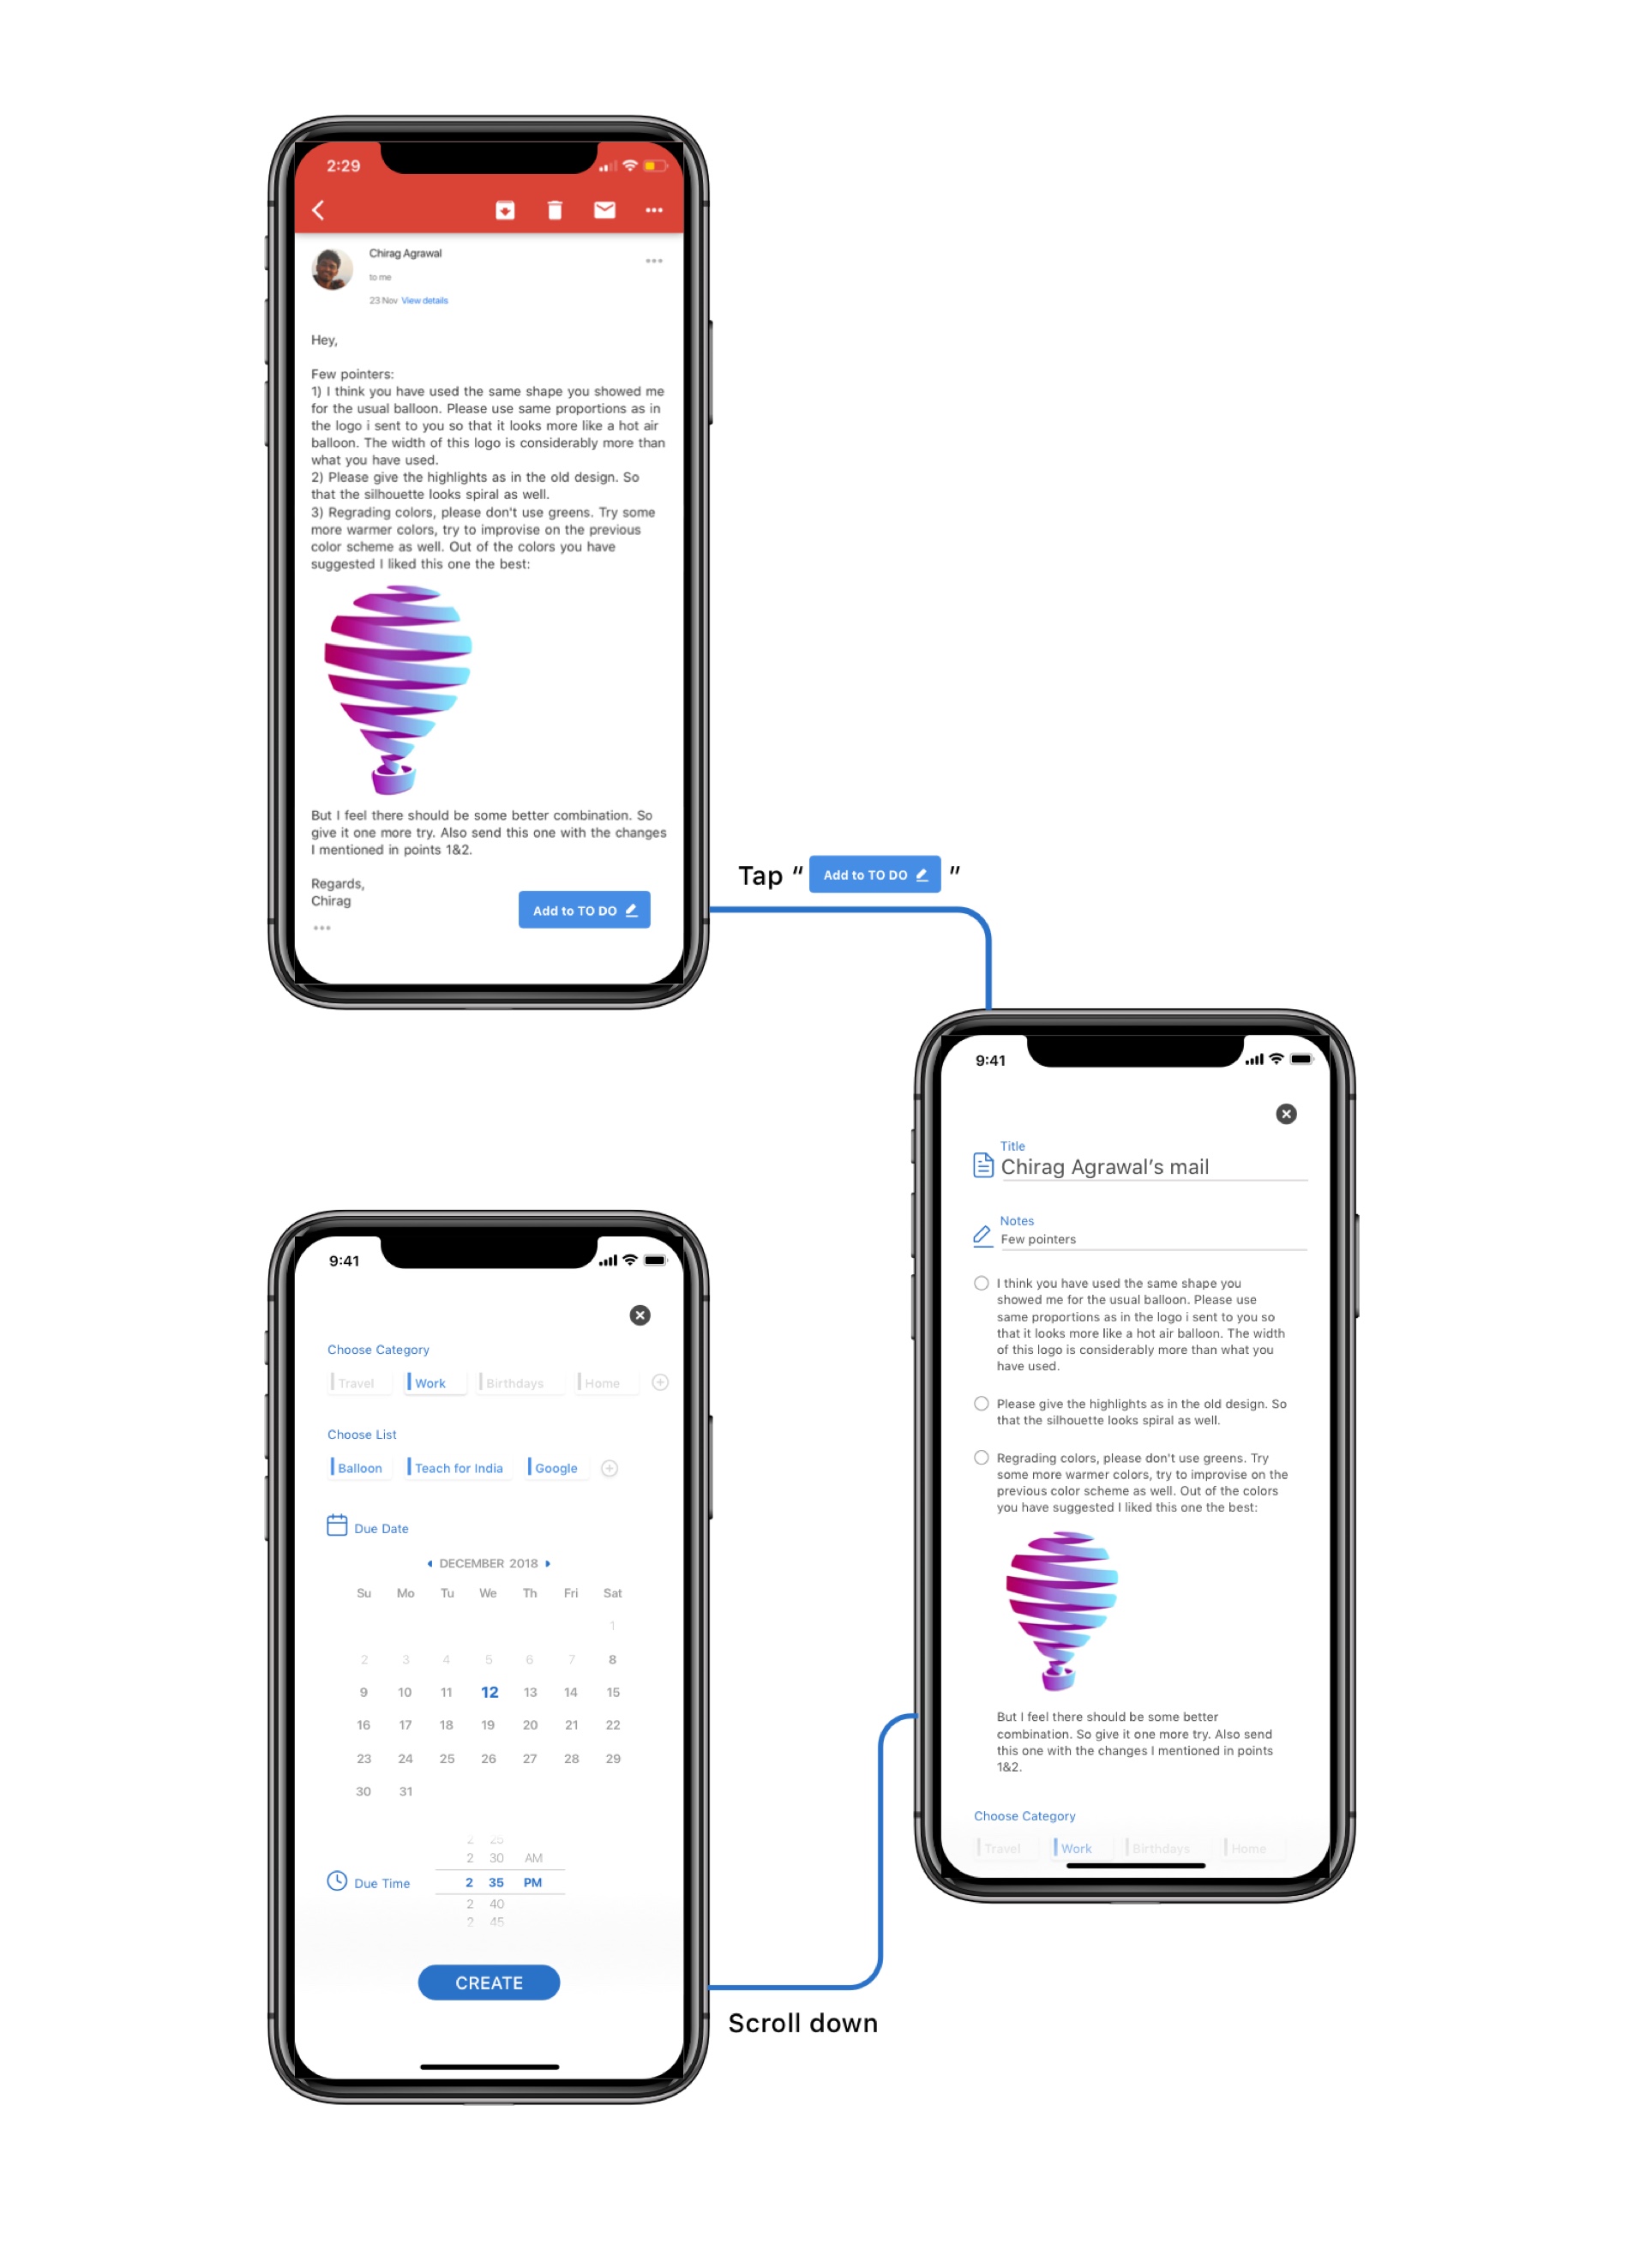 2:29
Chirag Agrawal
to me
23 Nov View details
Hey,
Few pointers:
1) I think you have used the same shape you showed me
for the usual balloon. Please use same proportions as in
the logo i sent to you so that it looks more like a hot air
balloon. The width of this logo is considerably more than
what you have used.
2) Please give the highlights as in the old design. So
that the silhouette looks spiral as well.
3) Regrading colors, please don't use greens. Try some
more warmer colors, try to improvise on the previous
color scheme as well. Out of the colors you have
suggested I liked this one the best:
But I feel there should be some better combination. So
give it one more try. Also send this one with the changes
I mentioned in points 1&2.
Regards,
Chirag
Add to TO DO
Tap “ Add to TO DO ”
9:41
Title
Chirag Agrawal’s mail
Notes
Few pointers
I think you have used the same shape you
showed me for the usual balloon. Please use
same proportions as in the logo i sent to you so
that it looks more like a hot air balloon. The width
of this logo is considerably more than what you
have used.
Please give the highlights as in the old design. So
that the silhouette looks spiral as well.
Regrading colors, please don't use greens. Try
some more warmer colors, try to improvise on the
previous color scheme as well. Out of the colors
you have suggested I liked this one the best:
But I feel there should be some better
combination. So give it one more try. Also send
this one with the changes I mentioned in points
1&2.
Choose Category
Travel Work Birthdays Home
Scroll down
9:41
Choose Category
Travel Work Birthdays Home
Choose List
Balloon Teach for India Google
Due Date
DECEMBER 2018
Su Mo Tu We Th Fri Sat
1
2 3 4 5 6 7 8
9 10 11 12 13 14 15
16 17 18 19 20 21 22
23 24 25 26 27 28 29
30 31
2 25
2 30 AM
Due Time 2 35 PM
2 40
2 45
CREATE